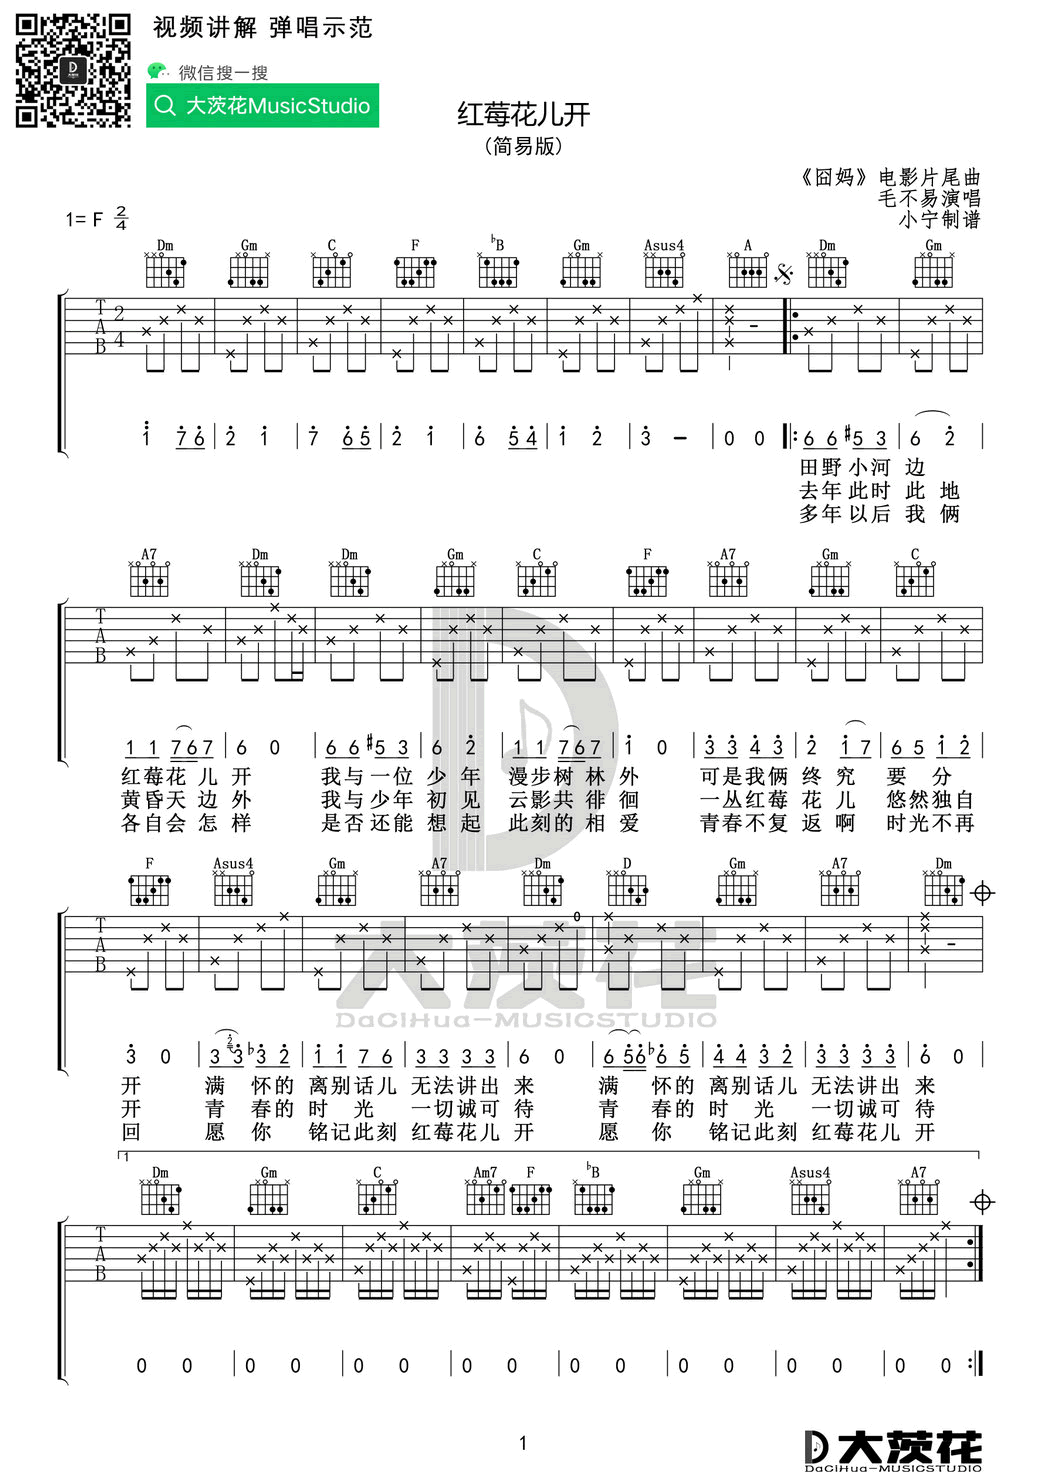 视频讲解 弹唱示范
微信搜一搜
大茨花MusicStudio
红莓花儿开
(简易版)
《囧妈》电影片尾曲
毛不易演唱
小宁制谱
1= F 2/4
Dm Gm C F ♭B Gm Asus4 A Dm Gm
T A B 2 4
1 7 6 | 2 1 | 7 6 5 | 2 1 | 6 5 4 | 1 2 | 3 – | 0 0 |: 6 6 #5 3 | 6 2 |
田野小河边
去年此时此地
多年以后我俩
A7 Dm Dm Gm C F A7 Gm C
T A B
1 1 7 6 7 | 6 0 | 6 6 #5 3 | 6 2 | 1 1 7 6 7 | 1 0 | 3 3 4 3 | 2 1 7 | 6 5 1 2 |
红莓花儿开 我与一位少年 漫步树林外 可是我俩终究要分
黄昏天边外 我与少年初见 云影共徘徊 一丛红莓花儿 悠然独自
各自会怎样 是否还能想起 此刻的相爱 青春不复返啊 时光不再
F Asus4 Gm A7 Dm D Gm A7 Dm
T A B 0
3 0 | 3 2 3 ♭3 2 | 1 1 7 6 | 3 3 3 3 | 6 0 | 6 5 6 ♭6 5 | 4 4 3 2 | 3 3 3 3 | 6 0 |
开 满怀的离别话儿无法讲出来 满怀的离别话儿无法讲出来
开 青春的时光一切诚可待 青春的时光一切诚可待
回 愿你铭记此刻红莓花儿开 愿你铭记此刻红莓花儿开
1
Dm Gm C Am7 F ♭B Gm Asus4 A7
T A B
0 0 | 0 0 | 0 0 | 0 0 | 0 0 | 0 0 | 0 0 | 0 0 :|
大茨花
DaCiHua-MUSICSTUDIO
1
D 大茨花
DaCiHua-MUSICSTUDIO